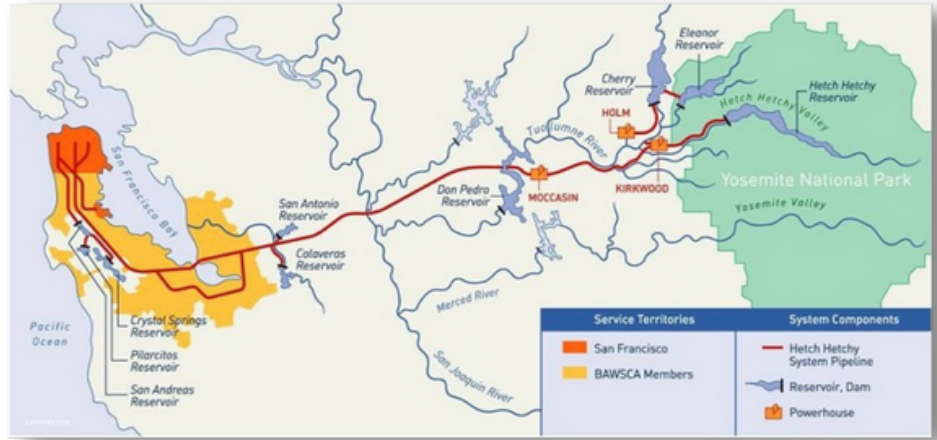 Eleanor
Reservoir
Cherry
Reservoir
Hetch Hetchy
Reservoir
HOLM
Hetch Hetchy Valley
Tuolumne River
KIRKWOOD
Yosemite National Park
MOCCASIN
Don Pedro
Reservoir
Yosemite Valley
San Francisco Bay
San Antonio
Reservoir
Calaveras
Reservoir
Merced River
San Joaquin River
Pacific
Ocean
Crystal Springs
Reservoir
Pilarcitos
Reservoir
San Andreas
Reservoir
Service Territories
San Francisco
BAWSCA Members
System Components
Hetch Hetchy
System Pipeline
Reservoir, Dam
Powerhouse